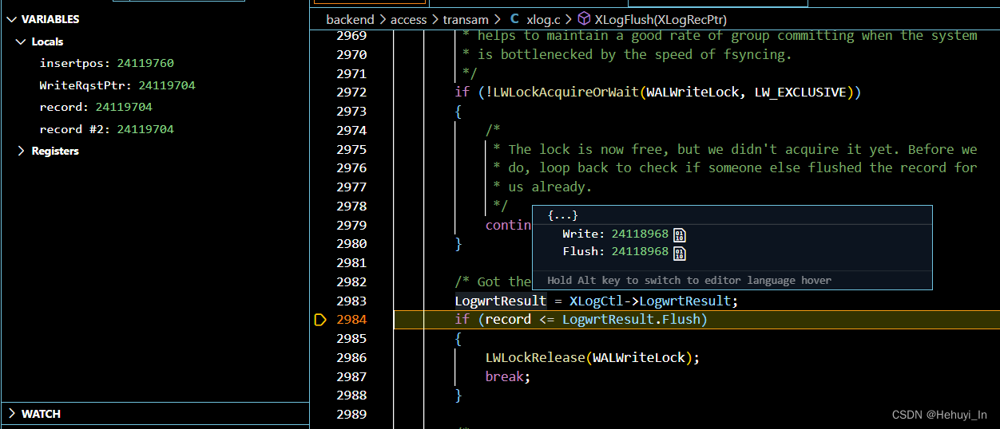 VARIABLES
Locals
insertpos: 24119760
WriteRqstPtr: 24119704
record: 24119704
record #2: 24119704
Registers
WATCH
backend > access > transam > C xlog.c > XLogFlush(XLogRecPtr)
2969 * helps to maintain a good rate of group committing when the system
2970 * is bottlenecked by the speed of fsyncing.
2971 */
2972 if (!LWLockAcquireOrWait(WALWriteLock, LW_EXCLUSIVE))
2973 {
2974 /*
2975 * The lock is now free, but we didn't acquire it yet. Before we
2976 * do, loop back to check if someone else flushed the record for
2977 * us already.
2978 */
2979 contin
2980 }
2981
2982 /* Got the
2983 LogwrtResult = XLogCtl->LogwrtResult;
2984 if (record <= LogwrtResult.Flush)
2985 {
2986 LWLockRelease(WALWriteLock);
2987 break;
2988 }
2989
{...}
Write: 24118968
Flush: 24118968
Hold Alt key to switch to editor language hover
CSDN @Hehuyi_In